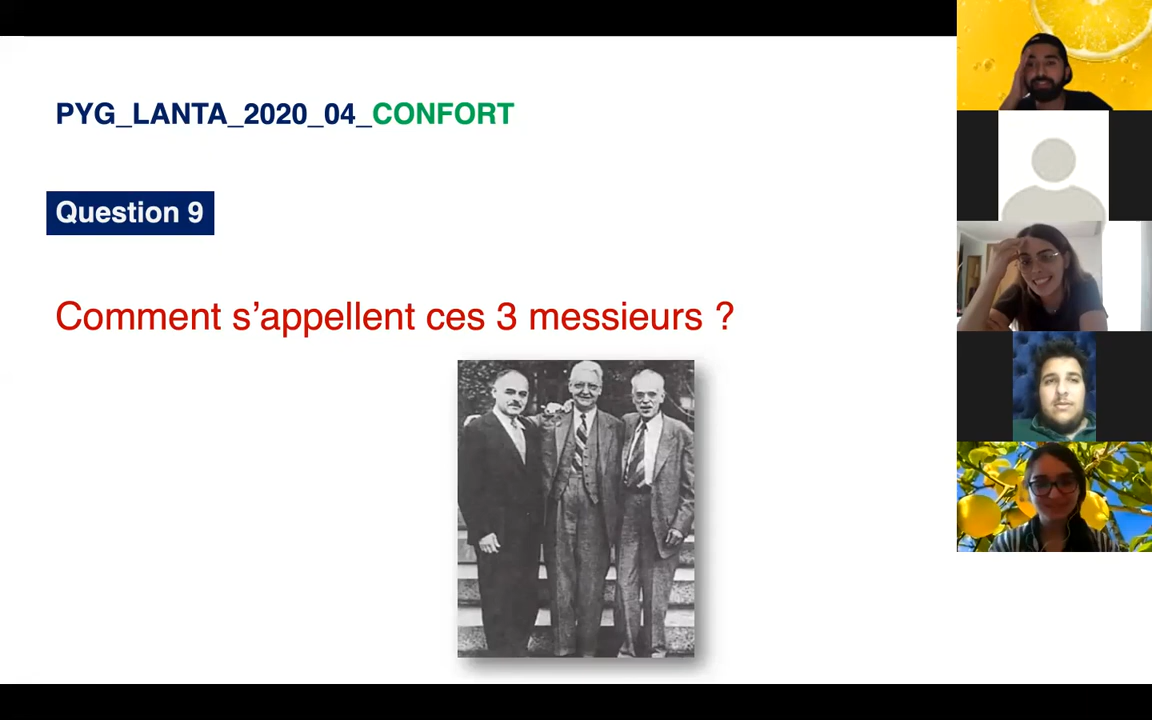 PYG_LANTA_2020_04_CONFORT
Question 9
Comment s’appellent ces 3 messieurs ?